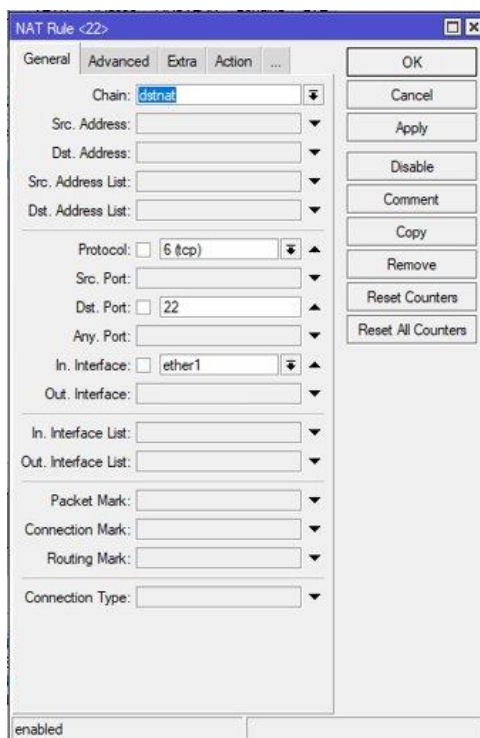 NAT Rule <22>
General Advanced Extra Action ...
Chain: dstnat
Src. Address:
Dst. Address:
Src. Address List:
Dst. Address List:
Protocol: 6 (tcp)
Src. Port:
Dst. Port: 22
Any. Port:
In. Interface: ether1
Out. Interface:
In. Interface List:
Out. Interface List:
Packet Mark:
Connection Mark:
Routing Mark:
Connection Type:
OK
Cancel
Apply
Disable
Comment
Copy
Remove
Reset Counters
Reset All Counters
enabled